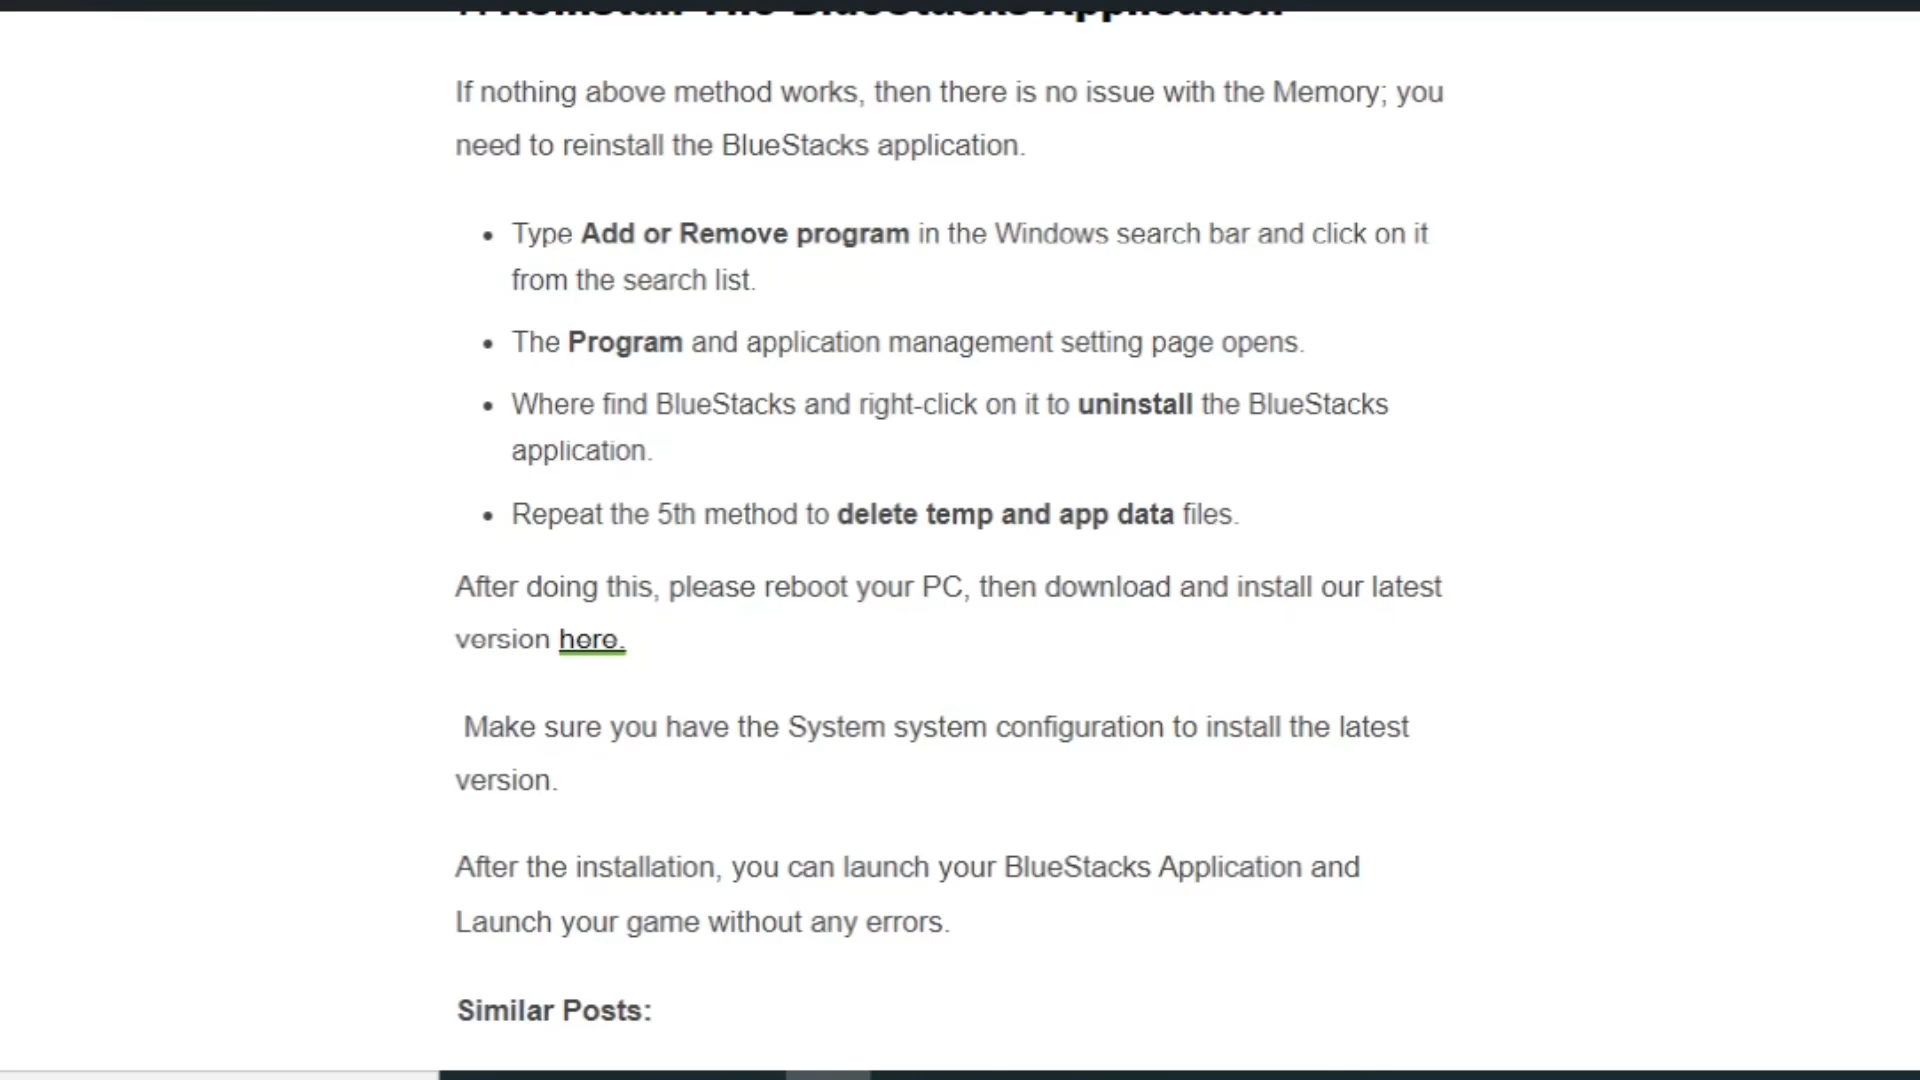 Reinstall The BlueStacks Application
If nothing above method works, then there is no issue with the Memory; you
need to reinstall the BlueStacks application.
• Type Add or Remove program in the Windows search bar and click on it
from the search list.
• The Program and application management setting page opens.
• Where find BlueStacks and right-click on it to uninstall the BlueStacks
application.
• Repeat the 5th method to delete temp and app data files.
After doing this, please reboot your PC, then download and install our latest
version here.
Make sure you have the System system configuration to install the latest
version.
After the installation, you can launch your BlueStacks Application and
Launch your game without any errors.
Similar Posts: